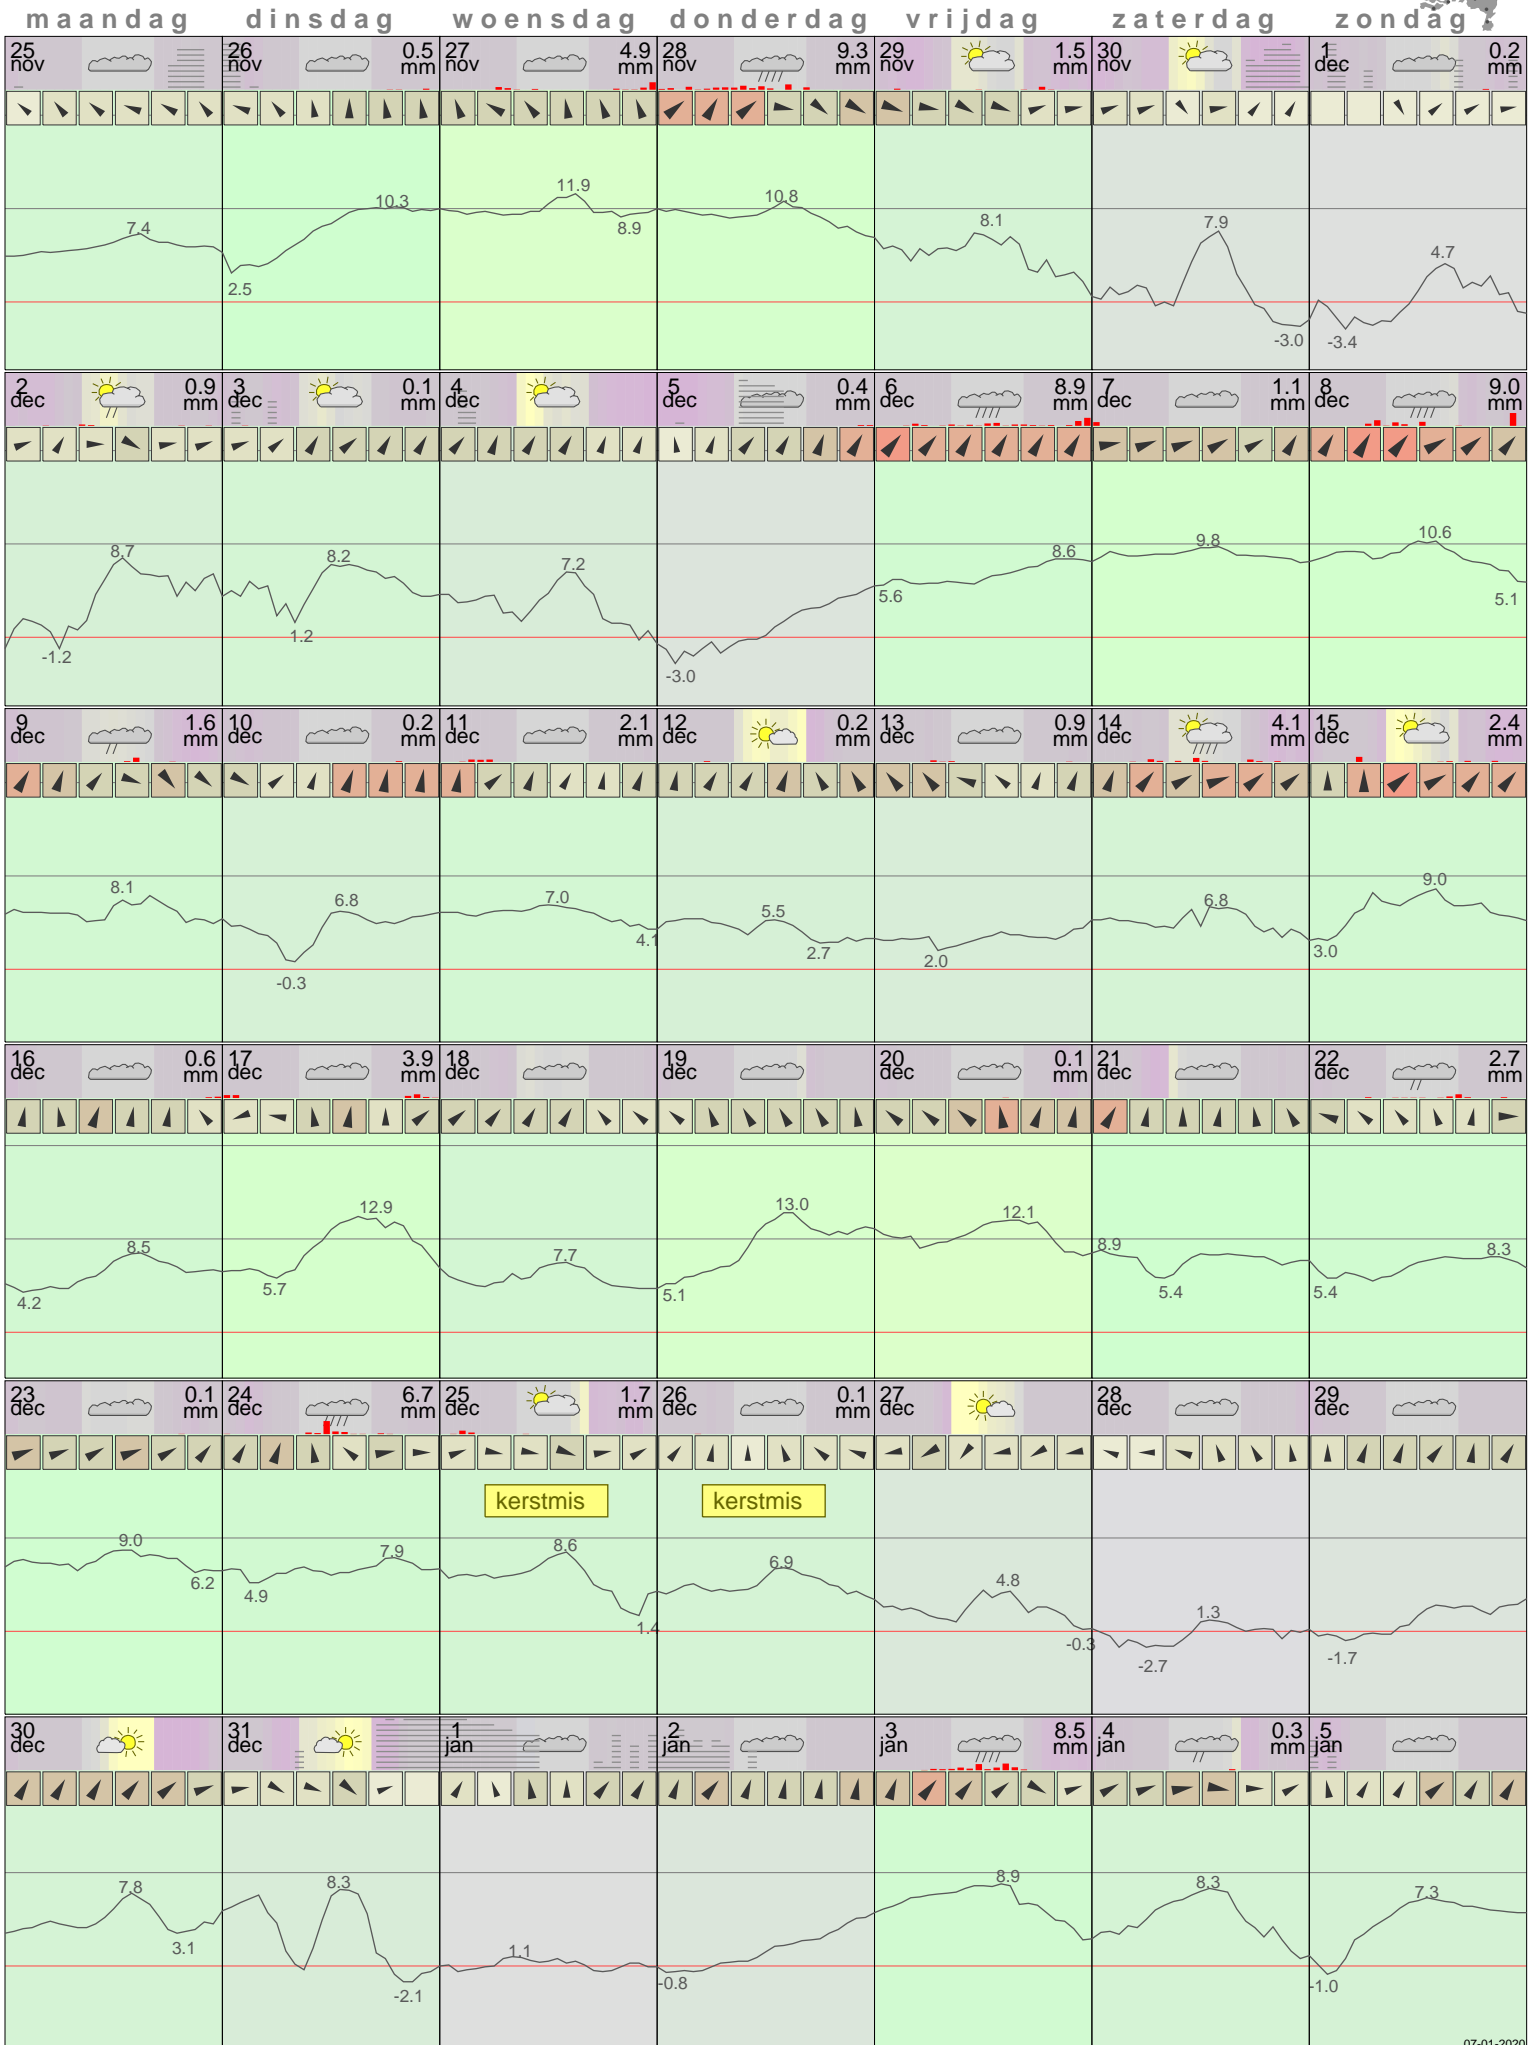 maandag dinsdag woensdag donderdag vrijdag zaterdag zondag
25 nov 26 nov 0.5 mm 27 nov 4.9 mm 28 nov 9.3 mm 29 nov 1.5 mm 30 nov 1 dec 0.2 mm
7.4 2.5 10.3 11.9 8.9 10.8 8.1 7.9 -3.0 -3.4 4.7
2 dec 0.9 mm 3 dec 0.1 mm 4 dec 5 dec 0.4 mm 6 dec 8.9 mm 7 dec 1.1 mm 8 dec 9.0 mm
-1.2 8.7 1.2 8.2 7.2 -3.0 5.6 8.6 9.8 10.6 5.1
9 dec 1.6 mm 10 dec 0.2 mm 11 dec 2.1 mm 12 dec 0.2 mm 13 dec 0.9 mm 14 dec 4.1 mm 15 dec 2.4 mm
8.1 -0.3 6.8 7.0 4.1 5.5 2.7 2.0 6.8 3.0 9.0
16 dec 0.6 mm 17 dec 3.9 mm 18 dec 19 dec 20 dec 0.1 mm 21 dec 22 dec 2.7 mm
4.2 8.5 5.7 12.9 7.7 5.1 13.0 12.1 8.9 5.4 5.4 8.3
23 dec 0.1 mm 24 dec 6.7 mm 25 dec 1.7 mm 26 dec 0.1 mm 27 dec 28 dec 29 dec
kerstmis kerstmis
9.0 6.2 4.9 7.9 8.6 1.4 6.9 4.8 -0.3 -2.7 1.3 -1.7
30 dec 31 dec 1 jan 2 jan 3 jan 8.5 mm 4 jan 0.3 mm 5 jan
7.8 3.1 8.3 -2.1 1.1 -0.8 8.9 8.3 -1.0 7.3
07-01-2020